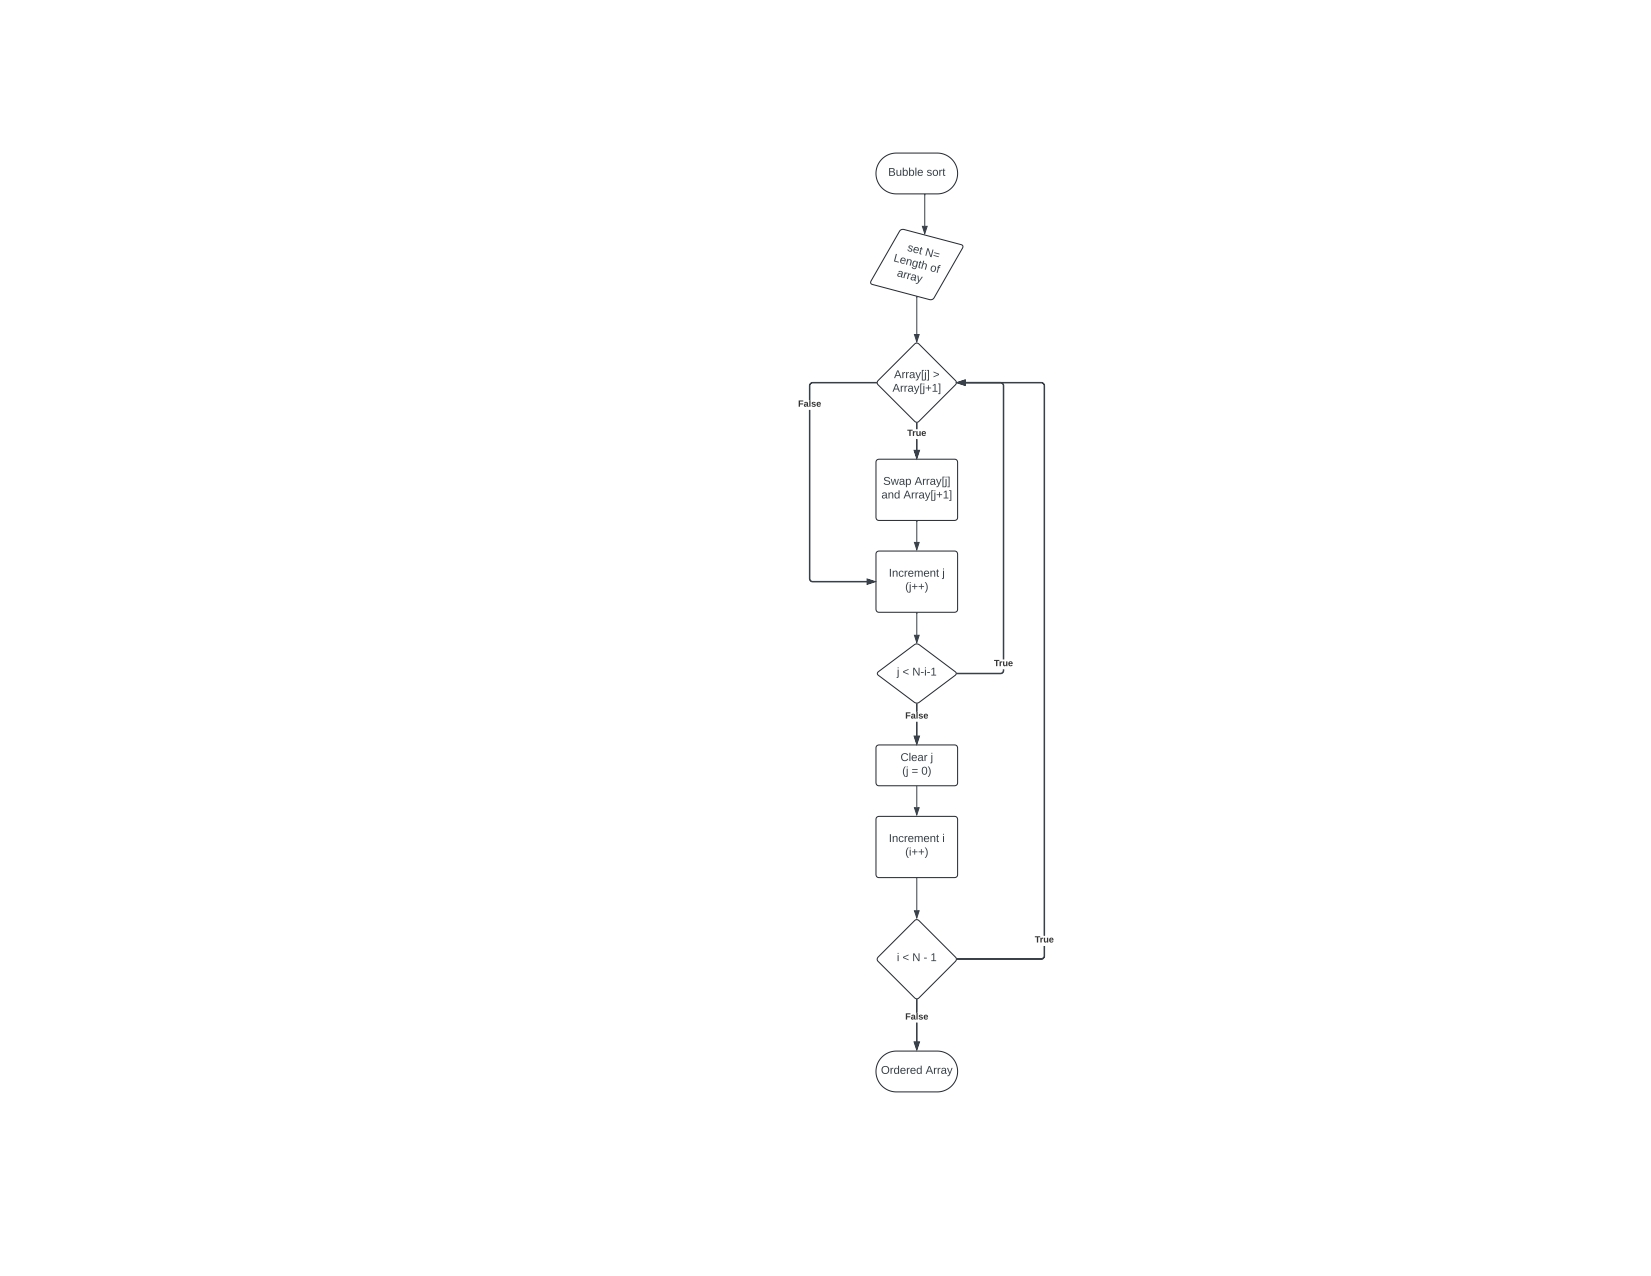 Bubble sort
set N=
Length of
array
Array[j] >
Array[j+1]
False
True
Swap Array[j]
and Array[j+1]
Increment j
(j++)
True
j < N-i-1
False
Clear j
(j = 0)
Increment i
(i++)
True
i < N - 1
False
Ordered Array